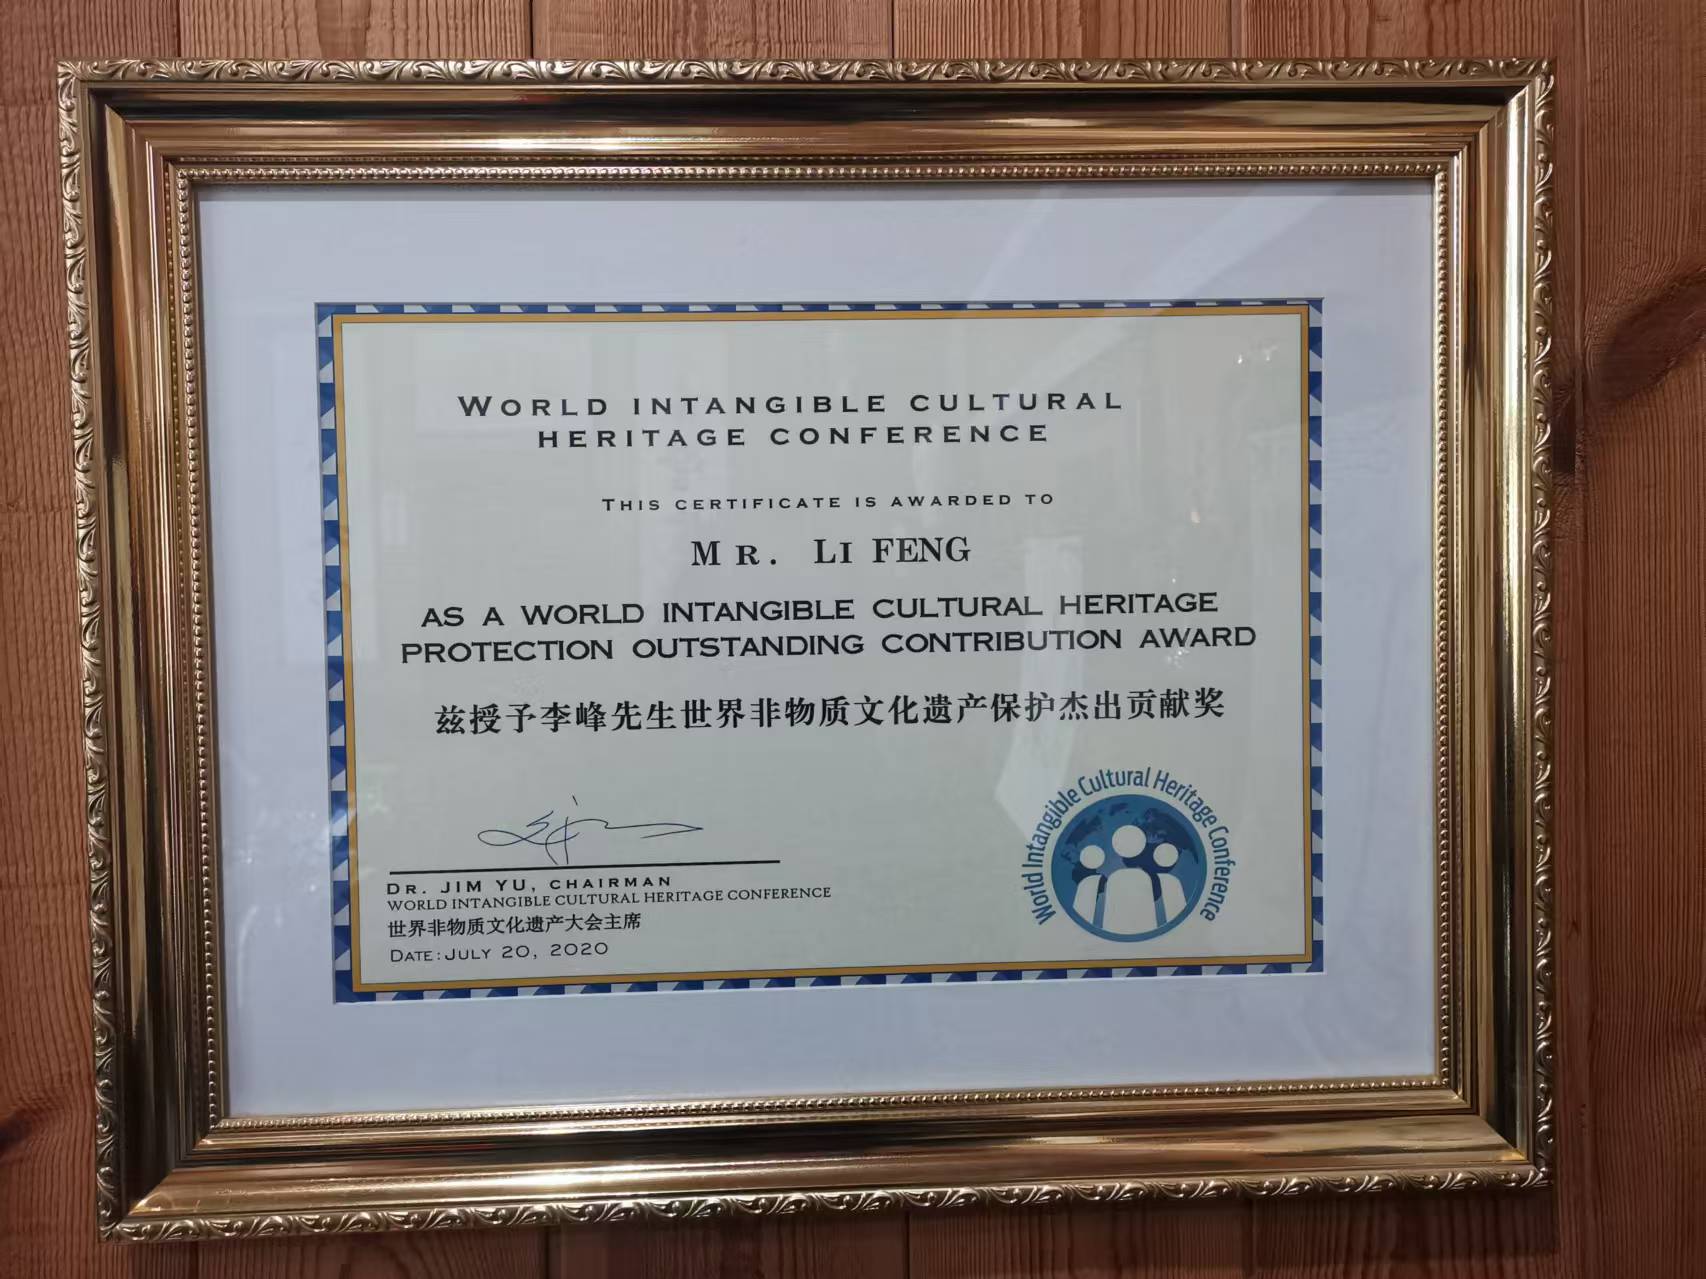 WORLD INTANGIBLE CULTURAL
HERITAGE CONFERENCE
THIS CERTIFICATE IS AWARDED TO
MR. LI FENG
AS A WORLD INTANGIBLE CULTURAL HERITAGE
PROTECTION OUTSTANDING CONTRIBUTION AWARD
兹授予李峰先生世界非物质文化遗产保护杰出贡献奖
World Intangible Cultural Heritage Conference
DR. JIM YU, CHAIRMAN
WORLD INTANGIBLE CULTURAL HERITAGE CONFERENCE
世界非物质文化遗产大会主席
DATE:JULY 20, 2020